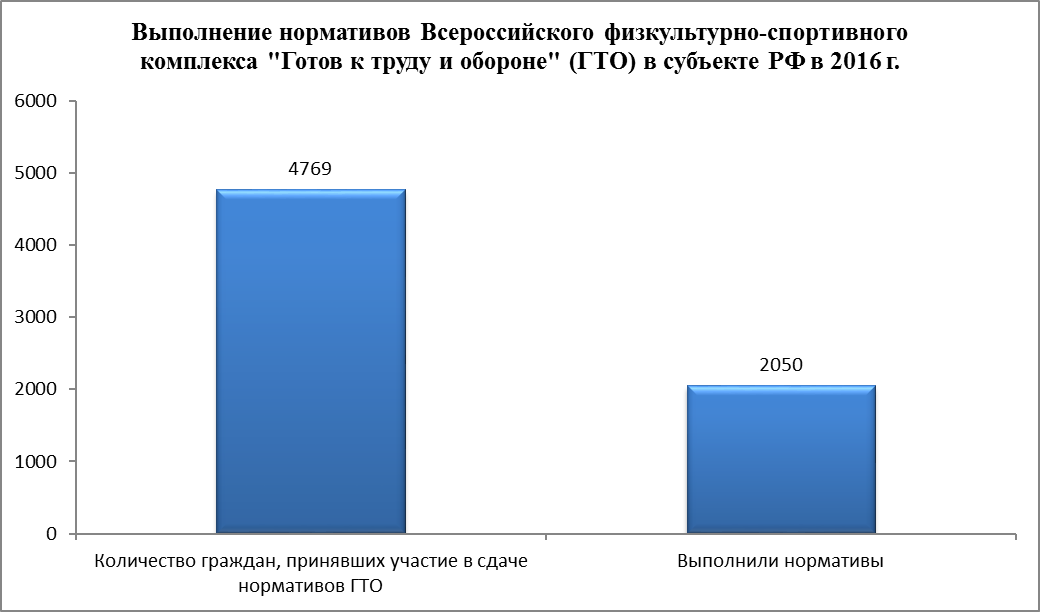 Выполнение нормативов Всероссийского физкультурно-спортивного
комплекса "Готов к труду и обороне" (ГТО) в субъекте РФ в 2016 г.
6000
5000
4000
3000
2000
1000
0
4769
2050
Количество граждан, принявших участие в сдаче
нормативов ГТО
Выполнили нормативы